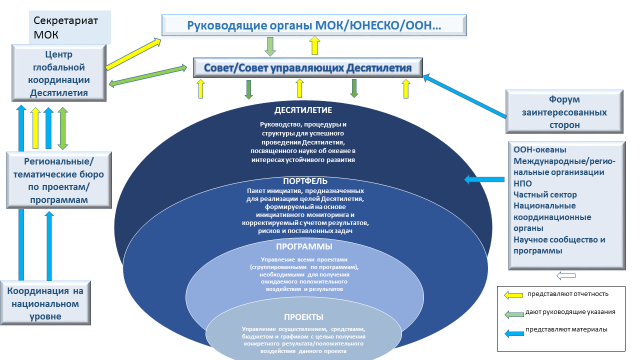 Секретариат
МОК
Руководящие органы МОК/ЮНЕСКО/ООН...
Центр
глобальной
координации
Десятилетия
Совет/Совет управляющих Десятилетия
ДЕСЯТИЛЕТИЕ
Руководство, процедуры и
структуры для успешного
проведения Десятилетия,
посвященного науке об океане в
интересах устойчивого развития
Форум
заинтересованных
сторон
Региональные/
тематические бюро
по проектам/
программам
ООН-океаны
Международные/регио-
нальные организации
НПО
Частный сектор
Национальные
координационные
органы
Научное сообщество и
программы
ПОРТФЕЛЬ
Пакет инициатив, предназначенных
для реализации целей Десятилетия,
формируемый на основе
инициативного мониторинга и
корректируемый с учетом результатов,
рисков и поставленных задач
ПРОГРАММЫ
Управление всеми проектами
(сгруппированными по программам),
необходимыми для получения
ожидаемого положительного
воздействия и результатов
Координация на
национальном
уровне
ПРОЕКТЫ
Управление осуществлением, средствами,
бюджетом и графиком с целью получения
конкретного результата/положительного
воздействия данного проекта
представляют отчетность
дают руководящие указания
представляют материалы